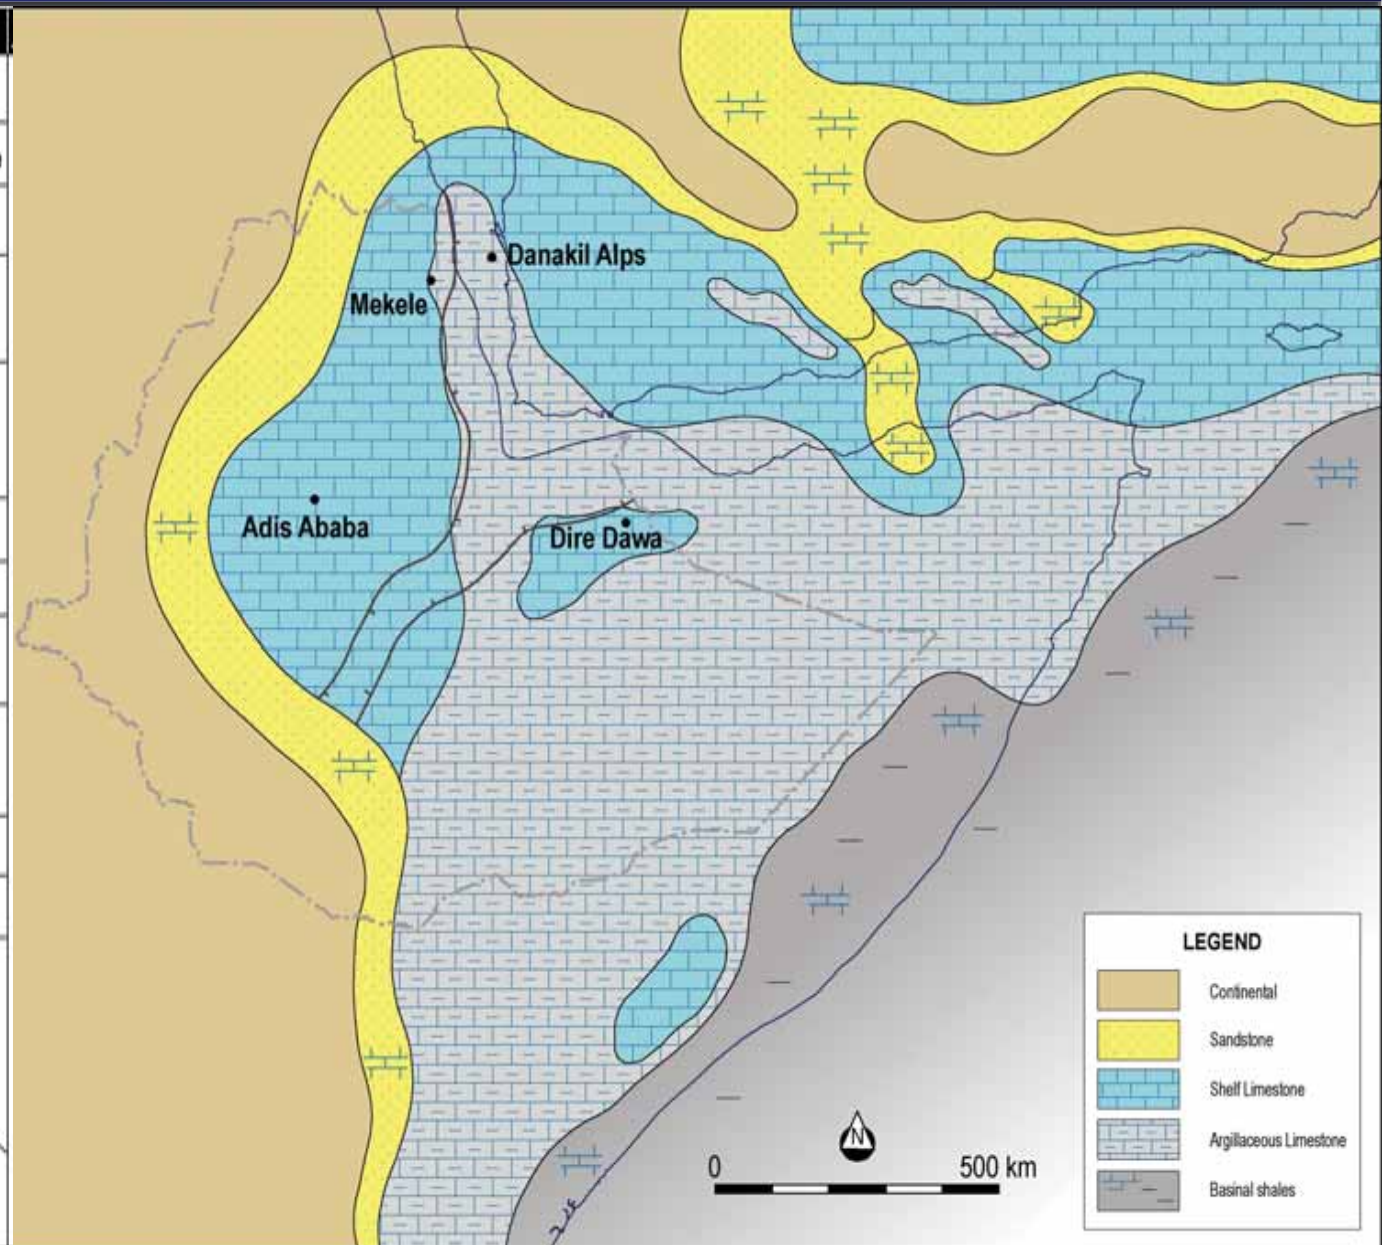 Danakil Alps
Mekele
Adis Ababa
Dire Dawa
N
0 500 km
LEGEND
Continental
Sandstone
Shelf Limestone
Argillaceous Limestone
Basinal shales